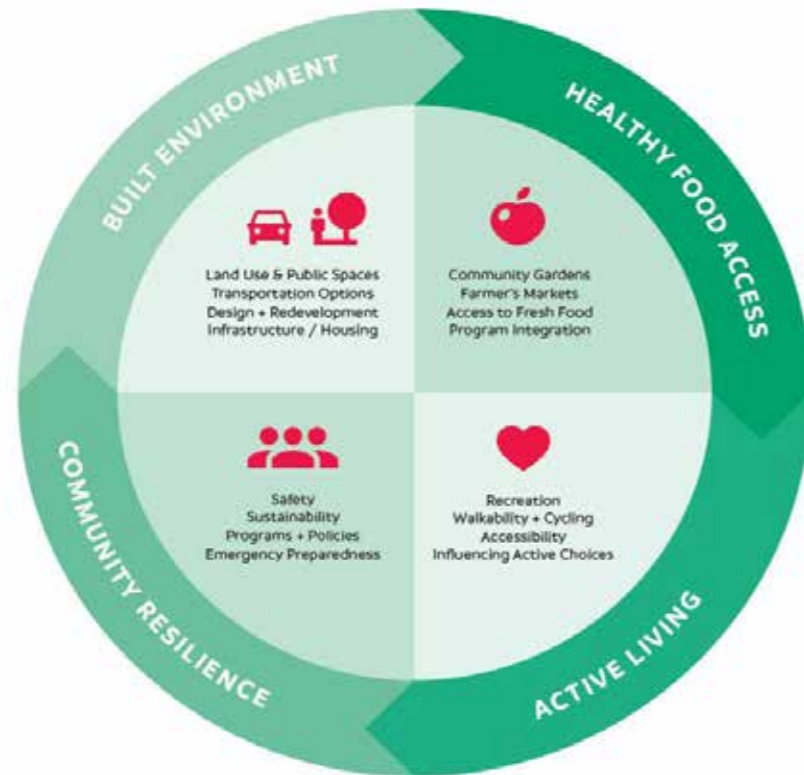 BUILT ENVIRONMENT
HEALTHY FOOD ACCESS
Land Use & Public Spaces
Transportation Options
Design + Redevelopment
Infrastructure / Housing
Community Gardens
Farmer's Markets
Access to Fresh Food
Program Integration
Safety
Sustainability
Programs + Policies
Emergency Preparedness
Recreation
Walkability + Cycling
Accessibility
Influencing Active Choices
COMMUNITY RESILIENCE
ACTIVE LIVING